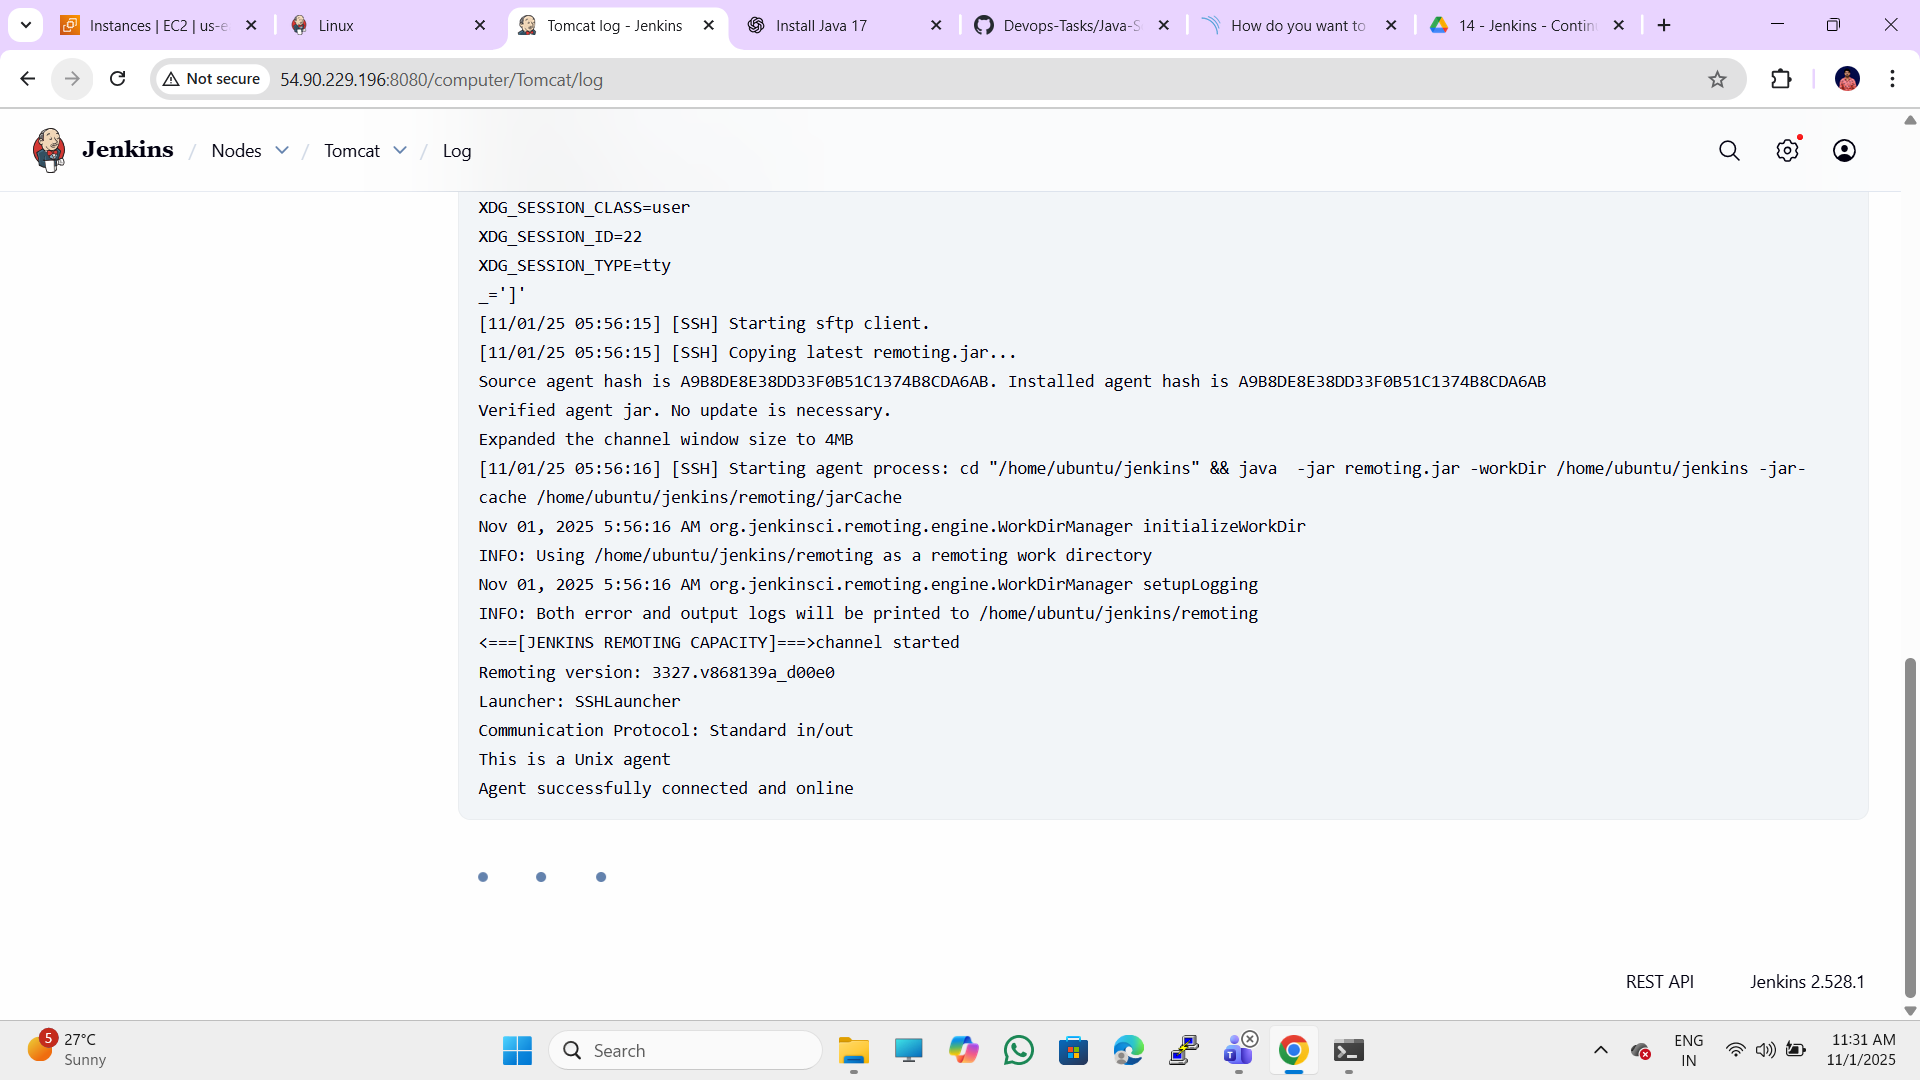 Instances | EC2 | us-e
Linux
Tomcat log - Jenkins
Install Java 17
Devops-Tasks/Java-S
How do you want to
14 - Jenkins - Contin
Not secure
54.90.229.196:8080/computer/Tomcat/log
Jenkins / Nodes / Tomcat / Log
XDG_SESSION_CLASS=user
XDG_SESSION_ID=22
XDG_SESSION_TYPE=tty
_=']'
[11/01/25 05:56:15] [SSH] Starting sftp client.
[11/01/25 05:56:15] [SSH] Copying latest remoting.jar...
Source agent hash is A9B8DE8E38DD33F0B51C1374B8CDA6AB. Installed agent hash is A9B8DE8E38DD33F0B51C1374B8CDA6AB
Verified agent jar. No update is necessary.
Expanded the channel window size to 4MB
[11/01/25 05:56:16] [SSH] Starting agent process: cd "/home/ubuntu/jenkins" && java  -jar remoting.jar -workDir /home/ubuntu/jenkins -jar-
cache /home/ubuntu/jenkins/remoting/jarCache
Nov 01, 2025 5:56:16 AM org.jenkinsci.remoting.engine.WorkDirManager initializeWorkDir
INFO: Using /home/ubuntu/jenkins/remoting as a remoting work directory
Nov 01, 2025 5:56:16 AM org.jenkinsci.remoting.engine.WorkDirManager setupLogging
INFO: Both error and output logs will be printed to /home/ubuntu/jenkins/remoting
<===[JENKINS REMOTING CAPACITY]===>channel started
Remoting version: 3327.v868139a_d00e0
Launcher: SSHLauncher
Communication Protocol: Standard in/out
This is a Unix agent
Agent successfully connected and online
REST API
Jenkins 2.528.1
5
27°C
Sunny
Search
ENG
IN
11:31 AM
11/1/2025